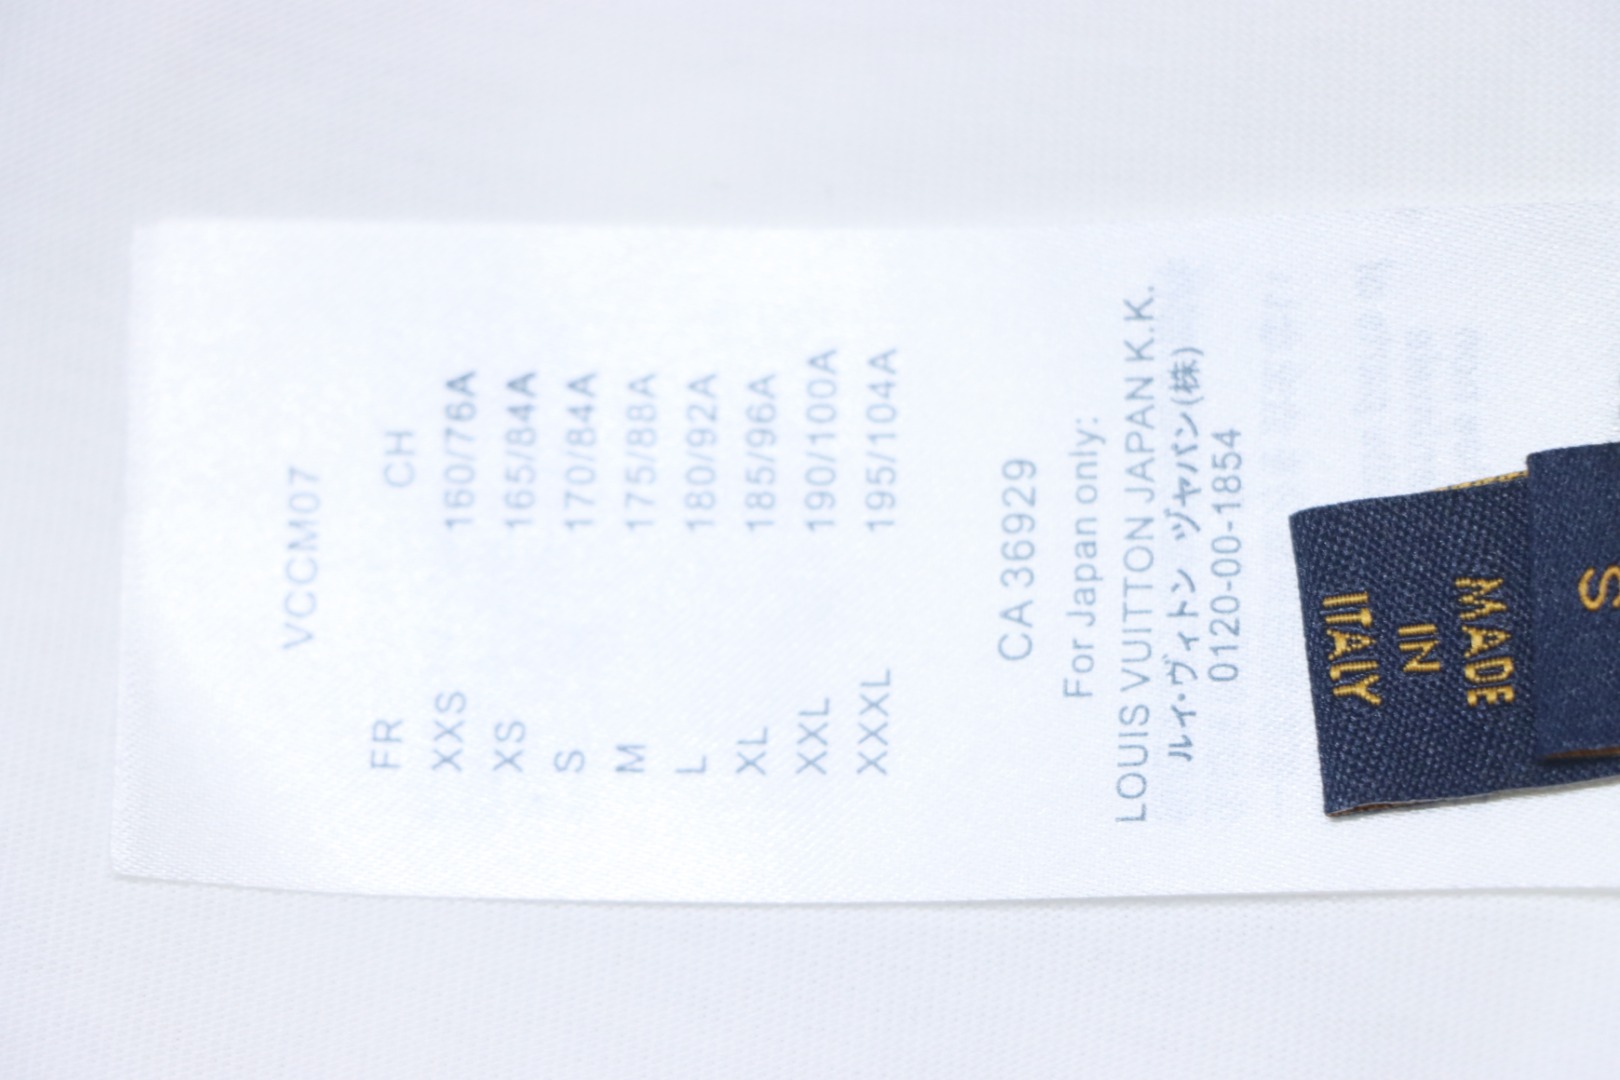 VCCM07
FR CH
XXS 160/76A
XS 165/84A
S 170/84A
M 175/88A
L 180/92A
XL 185/96A
XXL 190/100A
XXXL 195/104A
CA 36929
For Japan only:
LOUIS VUITTON JAPAN K.K.
ルイ・ヴィトン ジャパン(株)
0120-00-1854
MADE
IN
ITALY
S